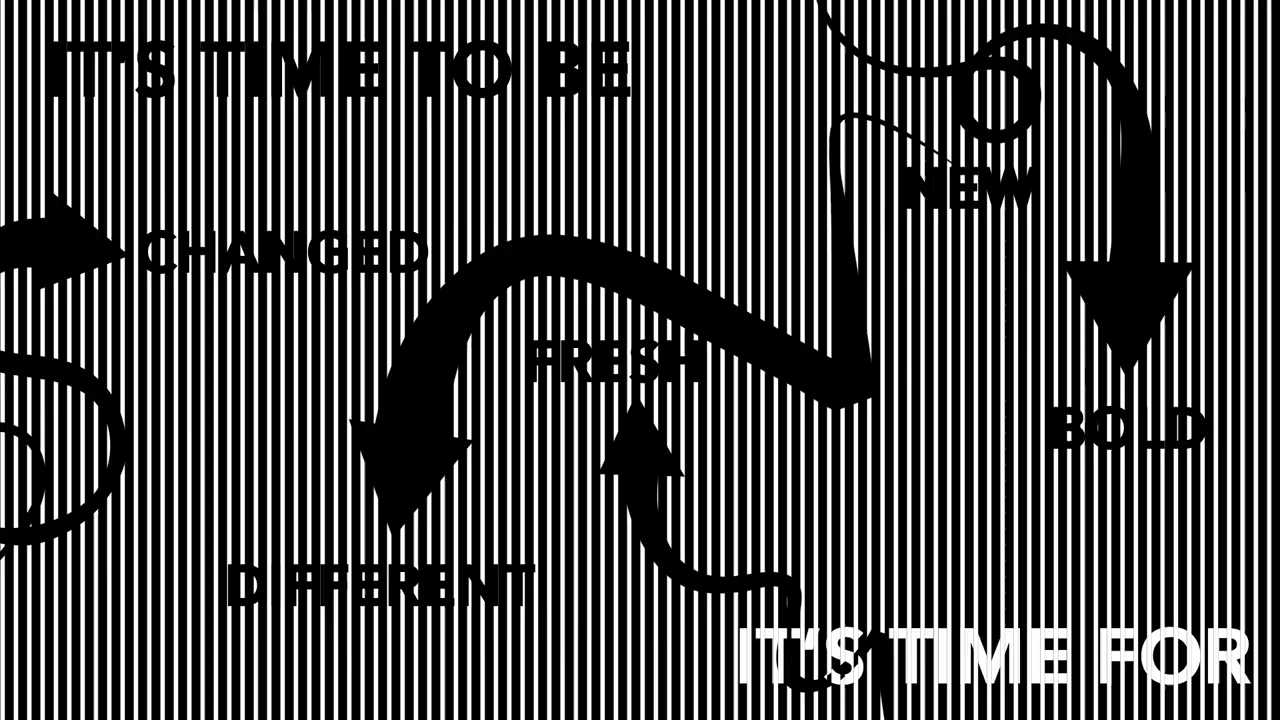 IT'S TIME TO BE
NEW
CHANGED
FRESH
BOLD
DIFFERENT
IT'S TIME FOR